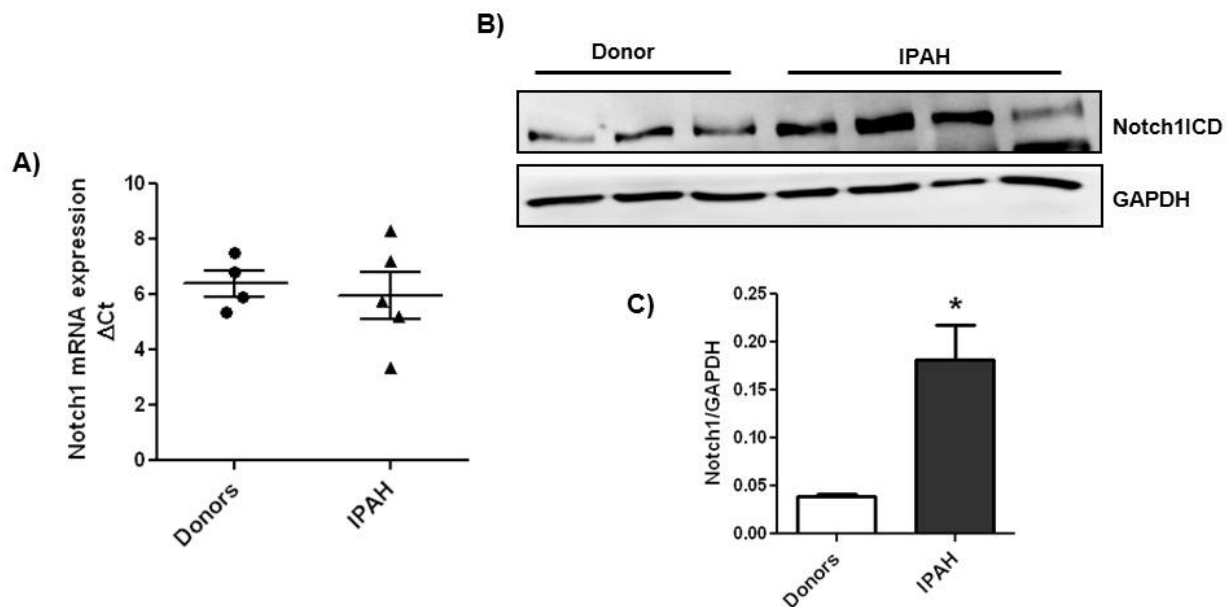 A)
Notch1 mRNA expression
ΔCt
10
8
6
4
2
0
Donors
IPAH
B)
Donor
IPAH
Notch1ICD
GAPDH
C)
Notch1/GAPDH
0.25
0.20
0.15
0.10
0.05
0.00
*
Donors
IPAH